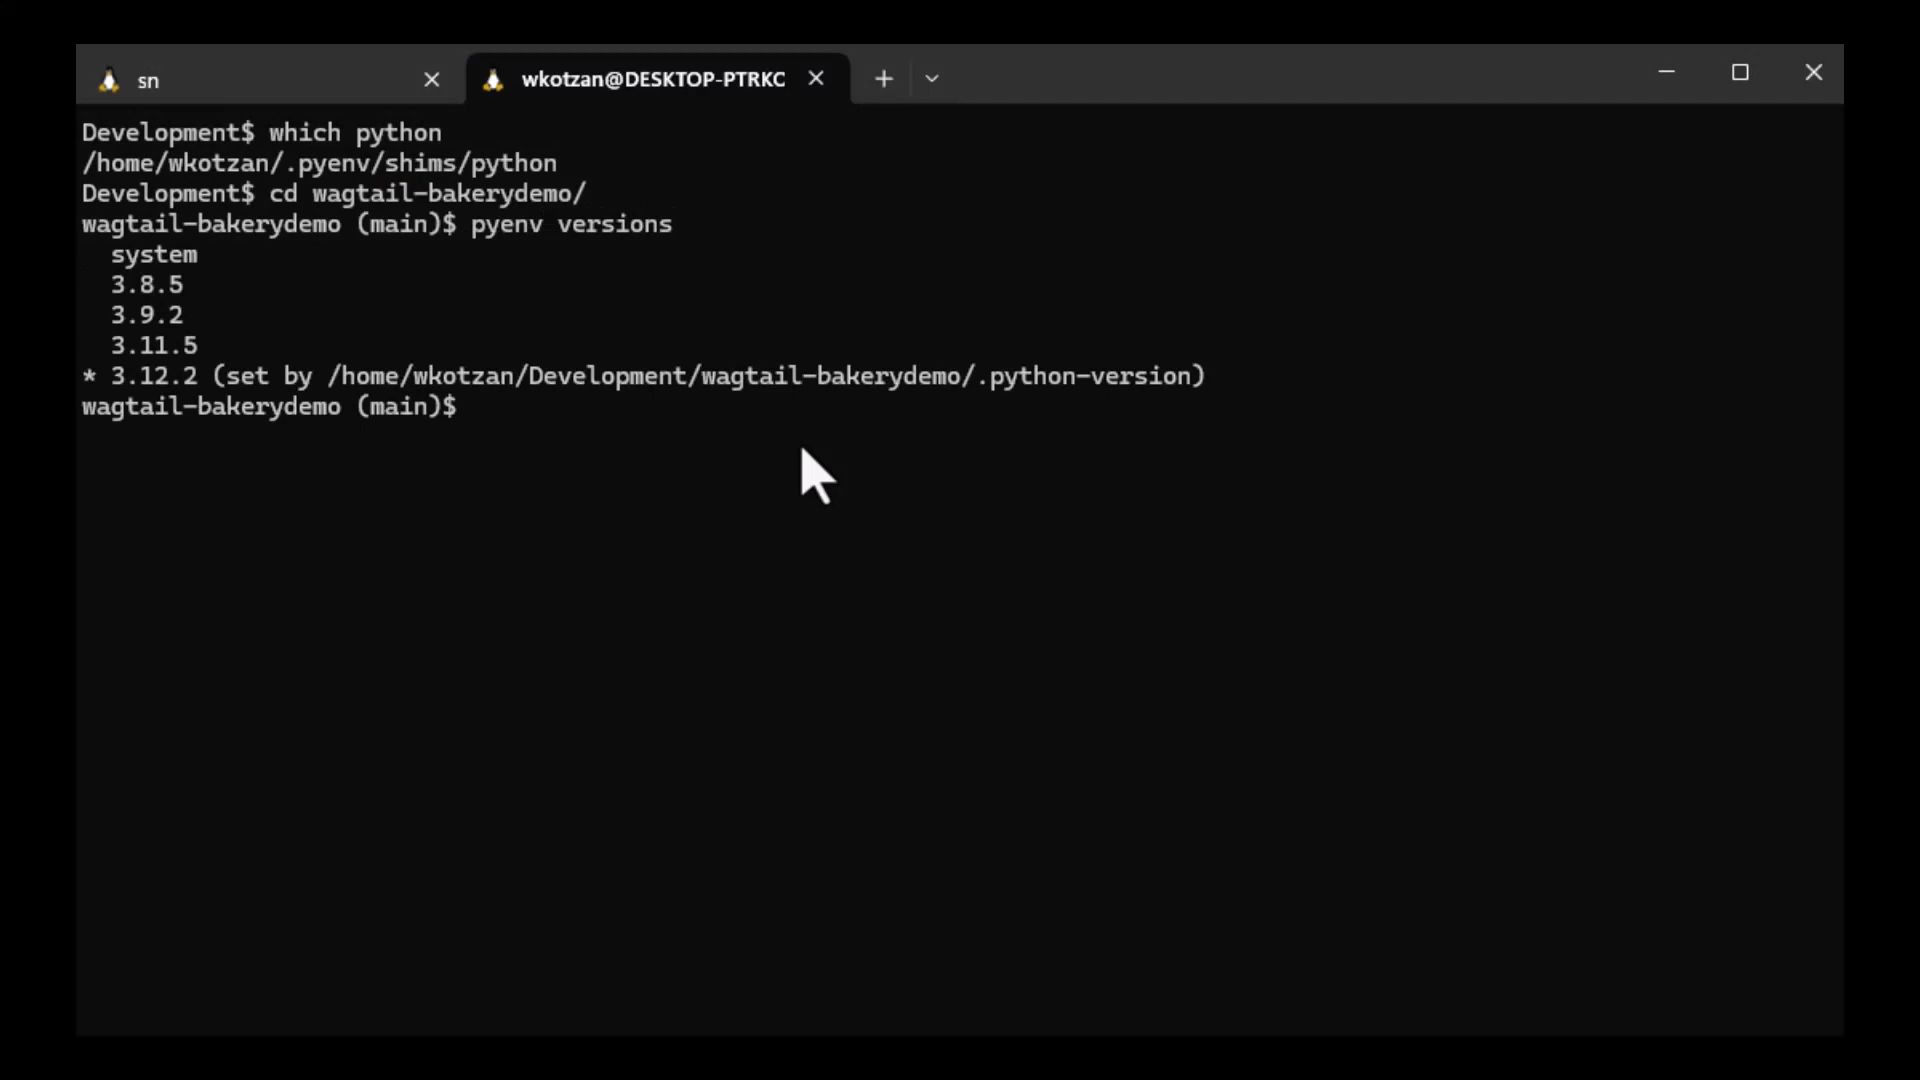 sn
wkotzan@DESKTOP-PTRKC
Development$ which python
/home/wkotzan/.pyenv/shims/python
Development$ cd wagtail-bakerydemo/
wagtail-bakerydemo (main)$ pyenv versions
  system
  3.8.5
  3.9.2
  3.11.5
* 3.12.2 (set by /home/wkotzan/Development/wagtail-bakerydemo/.python-version)
wagtail-bakerydemo (main)$